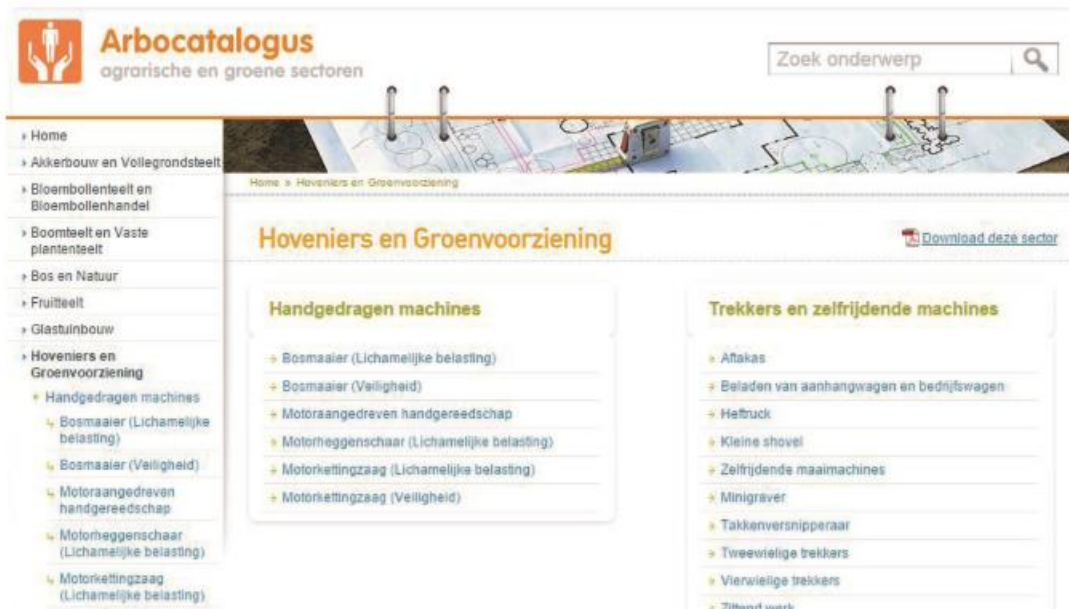 Arbocatalogus
agrarische en groene sectoren
Zoek onderwerp
Home
Akkerbouw en Vollegrondsteelt
Bloembollenteelt en
Bloembollenhandel
Boomteelt en Vaste
plantenteelt
Bos en Natuur
Fruitteelt
Glastuinbouw
Hoveniers en
Groenvoorziening
Handgedragen machines
Bosmaaier (Lichamelijke
belasting)
Bosmaaier (Veiligheid)
Motoraangedreven
handgereedschap
Motorheggenschaar
(Lichamelijke belasting)
Motorkettingzaag
(Lichamelijke belasting)
Home » Hoveniers en Groenvoorziening
Hoveniers en Groenvoorziening
Download deze sector
Handgedragen machines
Bosmaaier (Lichamelijke belasting)
Bosmaaier (Veiligheid)
Motoraangedreven handgereedschap
Motorheggenschaar (Lichamelijke belasting)
Motorkettingzaag (Lichamelijke belasting)
Motorkettingzaag (Veiligheid)
Trekkers en zelfrijdende machines
Aftakas
Beladen van aanhangwagen en bedrijfswagen
Heftruck
Kleine shovel
Zelfrijdende maaimachines
Minigraver
Takkenversnipperaar
Tweewielige trekkers
Vierwielige trekkers
Zittend werk